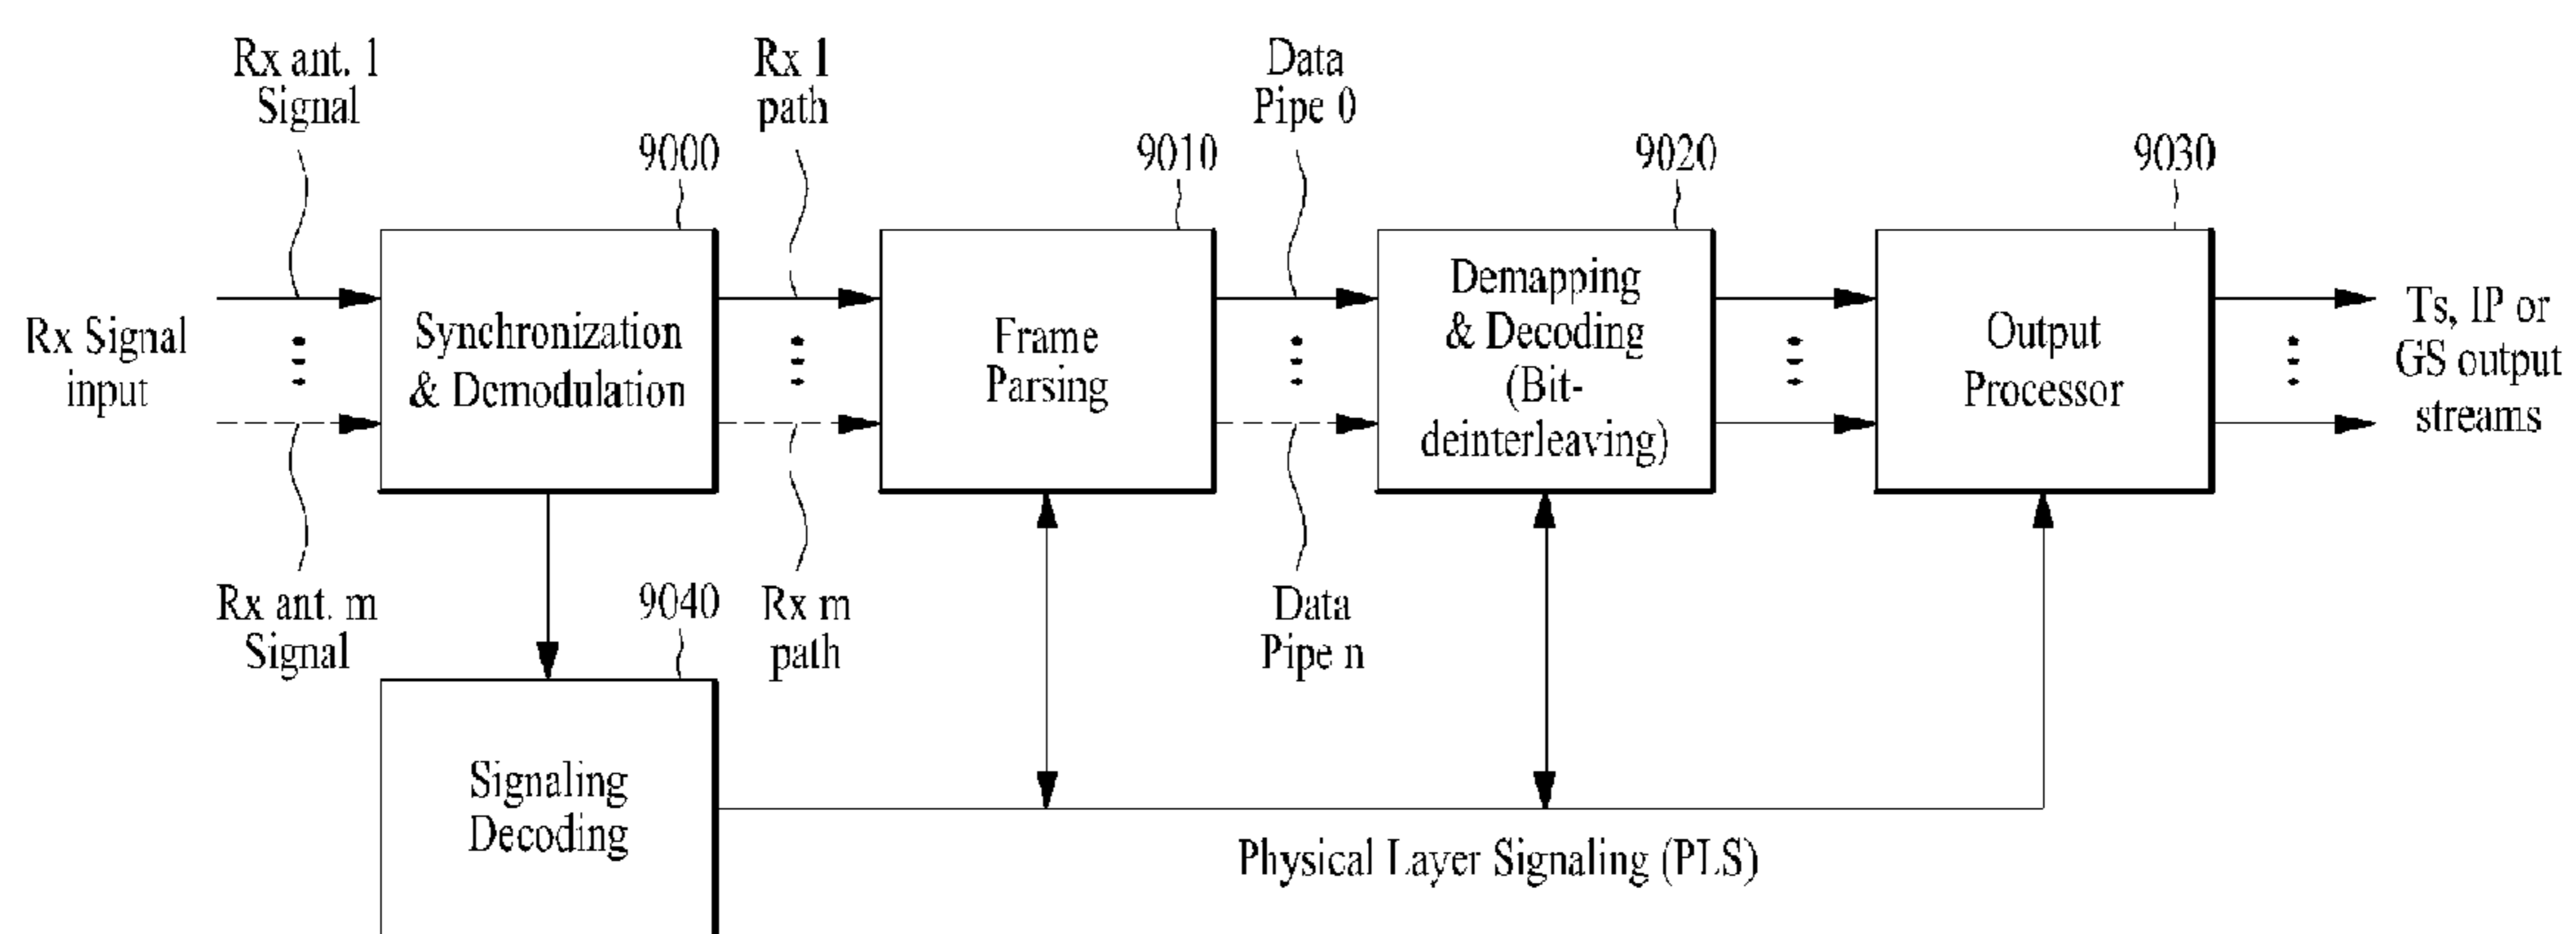 Rx ant. 1
Signal
Rx 1
path
Data
Pipe 0
9000
9010
9020
9030
Rx Signal
input
Synchronization
& Demodulation
Frame
Parsing
Demapping
& Decoding
(Bit-
deinterleaving)
Output
Processor
Ts, IP or
GS output
streams
Rx ant. m
Signal
9040
Rx m
path
Data
Pipe n
Signaling
Decoding
Physical Layer Signaling (PLS)